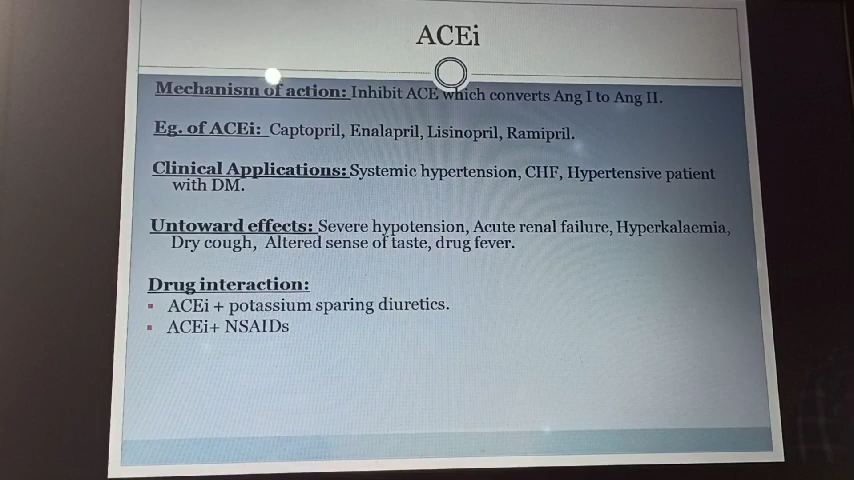 ACEi
Mechanism of action: Inhibit ACE which converts Ang I to Ang II.
Eg. of ACEi: Captopril, Enalapril, Lisinopril, Ramipril.
Clinical Applications: Systemic hypertension, CHF, Hypertensive patient
with DM.
Untoward effects: Severe hypotension, Acute renal failure, Hyperkalaemia,
Dry cough, Altered sense of taste, drug fever.
Drug interaction:
▪ ACEi + potassium sparing diuretics.
▪ ACEi+ NSAIDs